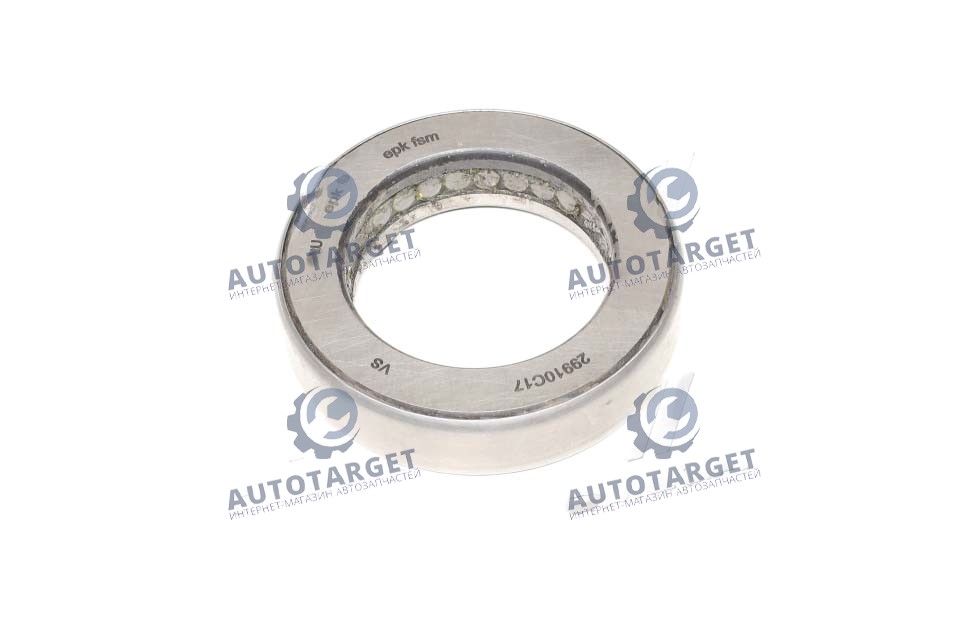 epk fsm
epk
VS
29910C17
AUTOTARGET
ИНТЕРНЕТ-МАГАЗИН АВТОЗАПЧАСТЕЙ
AUTOTARGET
ИНТЕРНЕТ-МАГАЗИН АВТОЗАПЧАСТЕЙ
AUTOTARGET
ИНТЕРНЕТ-МАГАЗИН АВТОЗАПЧАСТЕЙ
AUTOTARGET
ИНТЕРНЕТ-МАГАЗИН АВТОЗАПЧАСТЕЙ